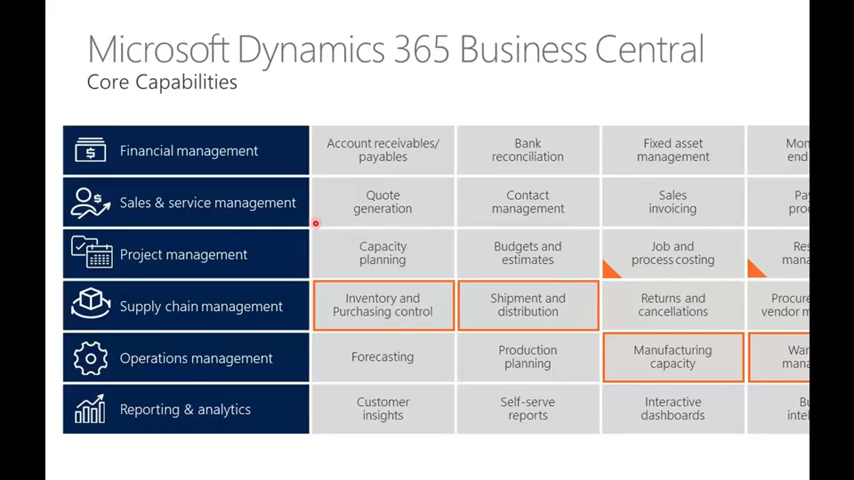 Microsoft Dynamics 365 Business Central
Core Capabilities
Financial management
Account receivables/
payables
Bank
reconciliation
Fixed asset
management
end
Sales & service management
Quote
generation
Contact
management
Sales
invoicing
Project management
Capacity
planning
Budgets and
estimates
Job and
process costing
Supply chain management
Inventory and
Purchasing control
Shipment and
distribution
Returns and
cancellations
Operations management
Forecasting
Production
planning
Manufacturing
capacity
Reporting & analytics
Customer
insights
Self-serve
reports
Interactive
dashboards